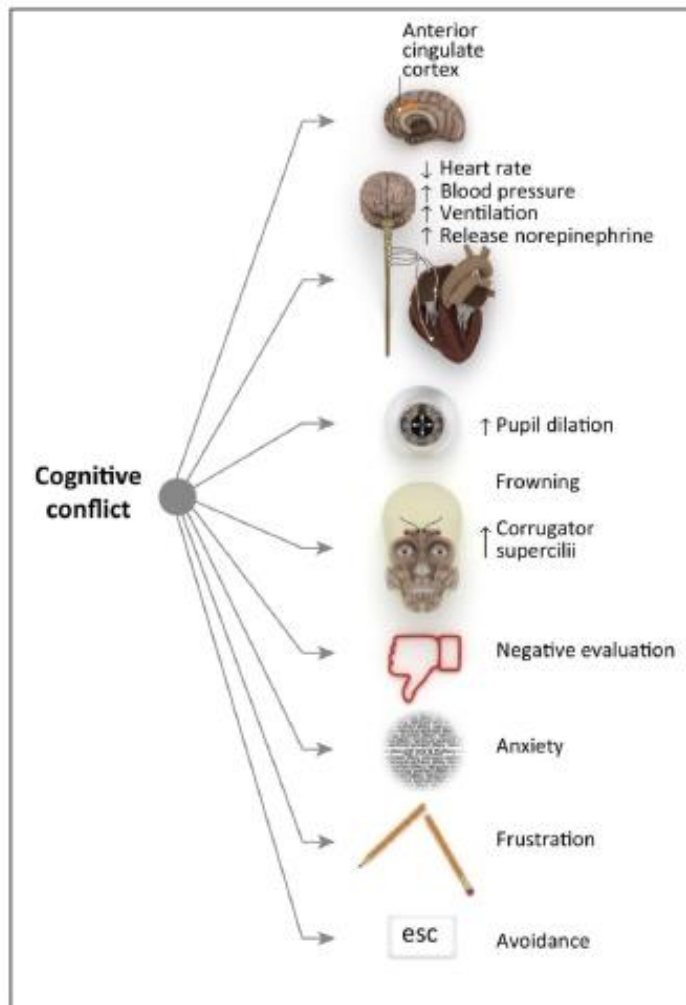 Anterior
cingulate
cortex
↓ Heart rate
↑ Blood pressure
↑ Ventilation
↑ Release norepinephrine
↑ Pupil dilation
Cognitive
conflict
Frowning
↑ Corrugator
supercilii
Negative evaluation
Anxiety
Frustration
esc
Avoidance